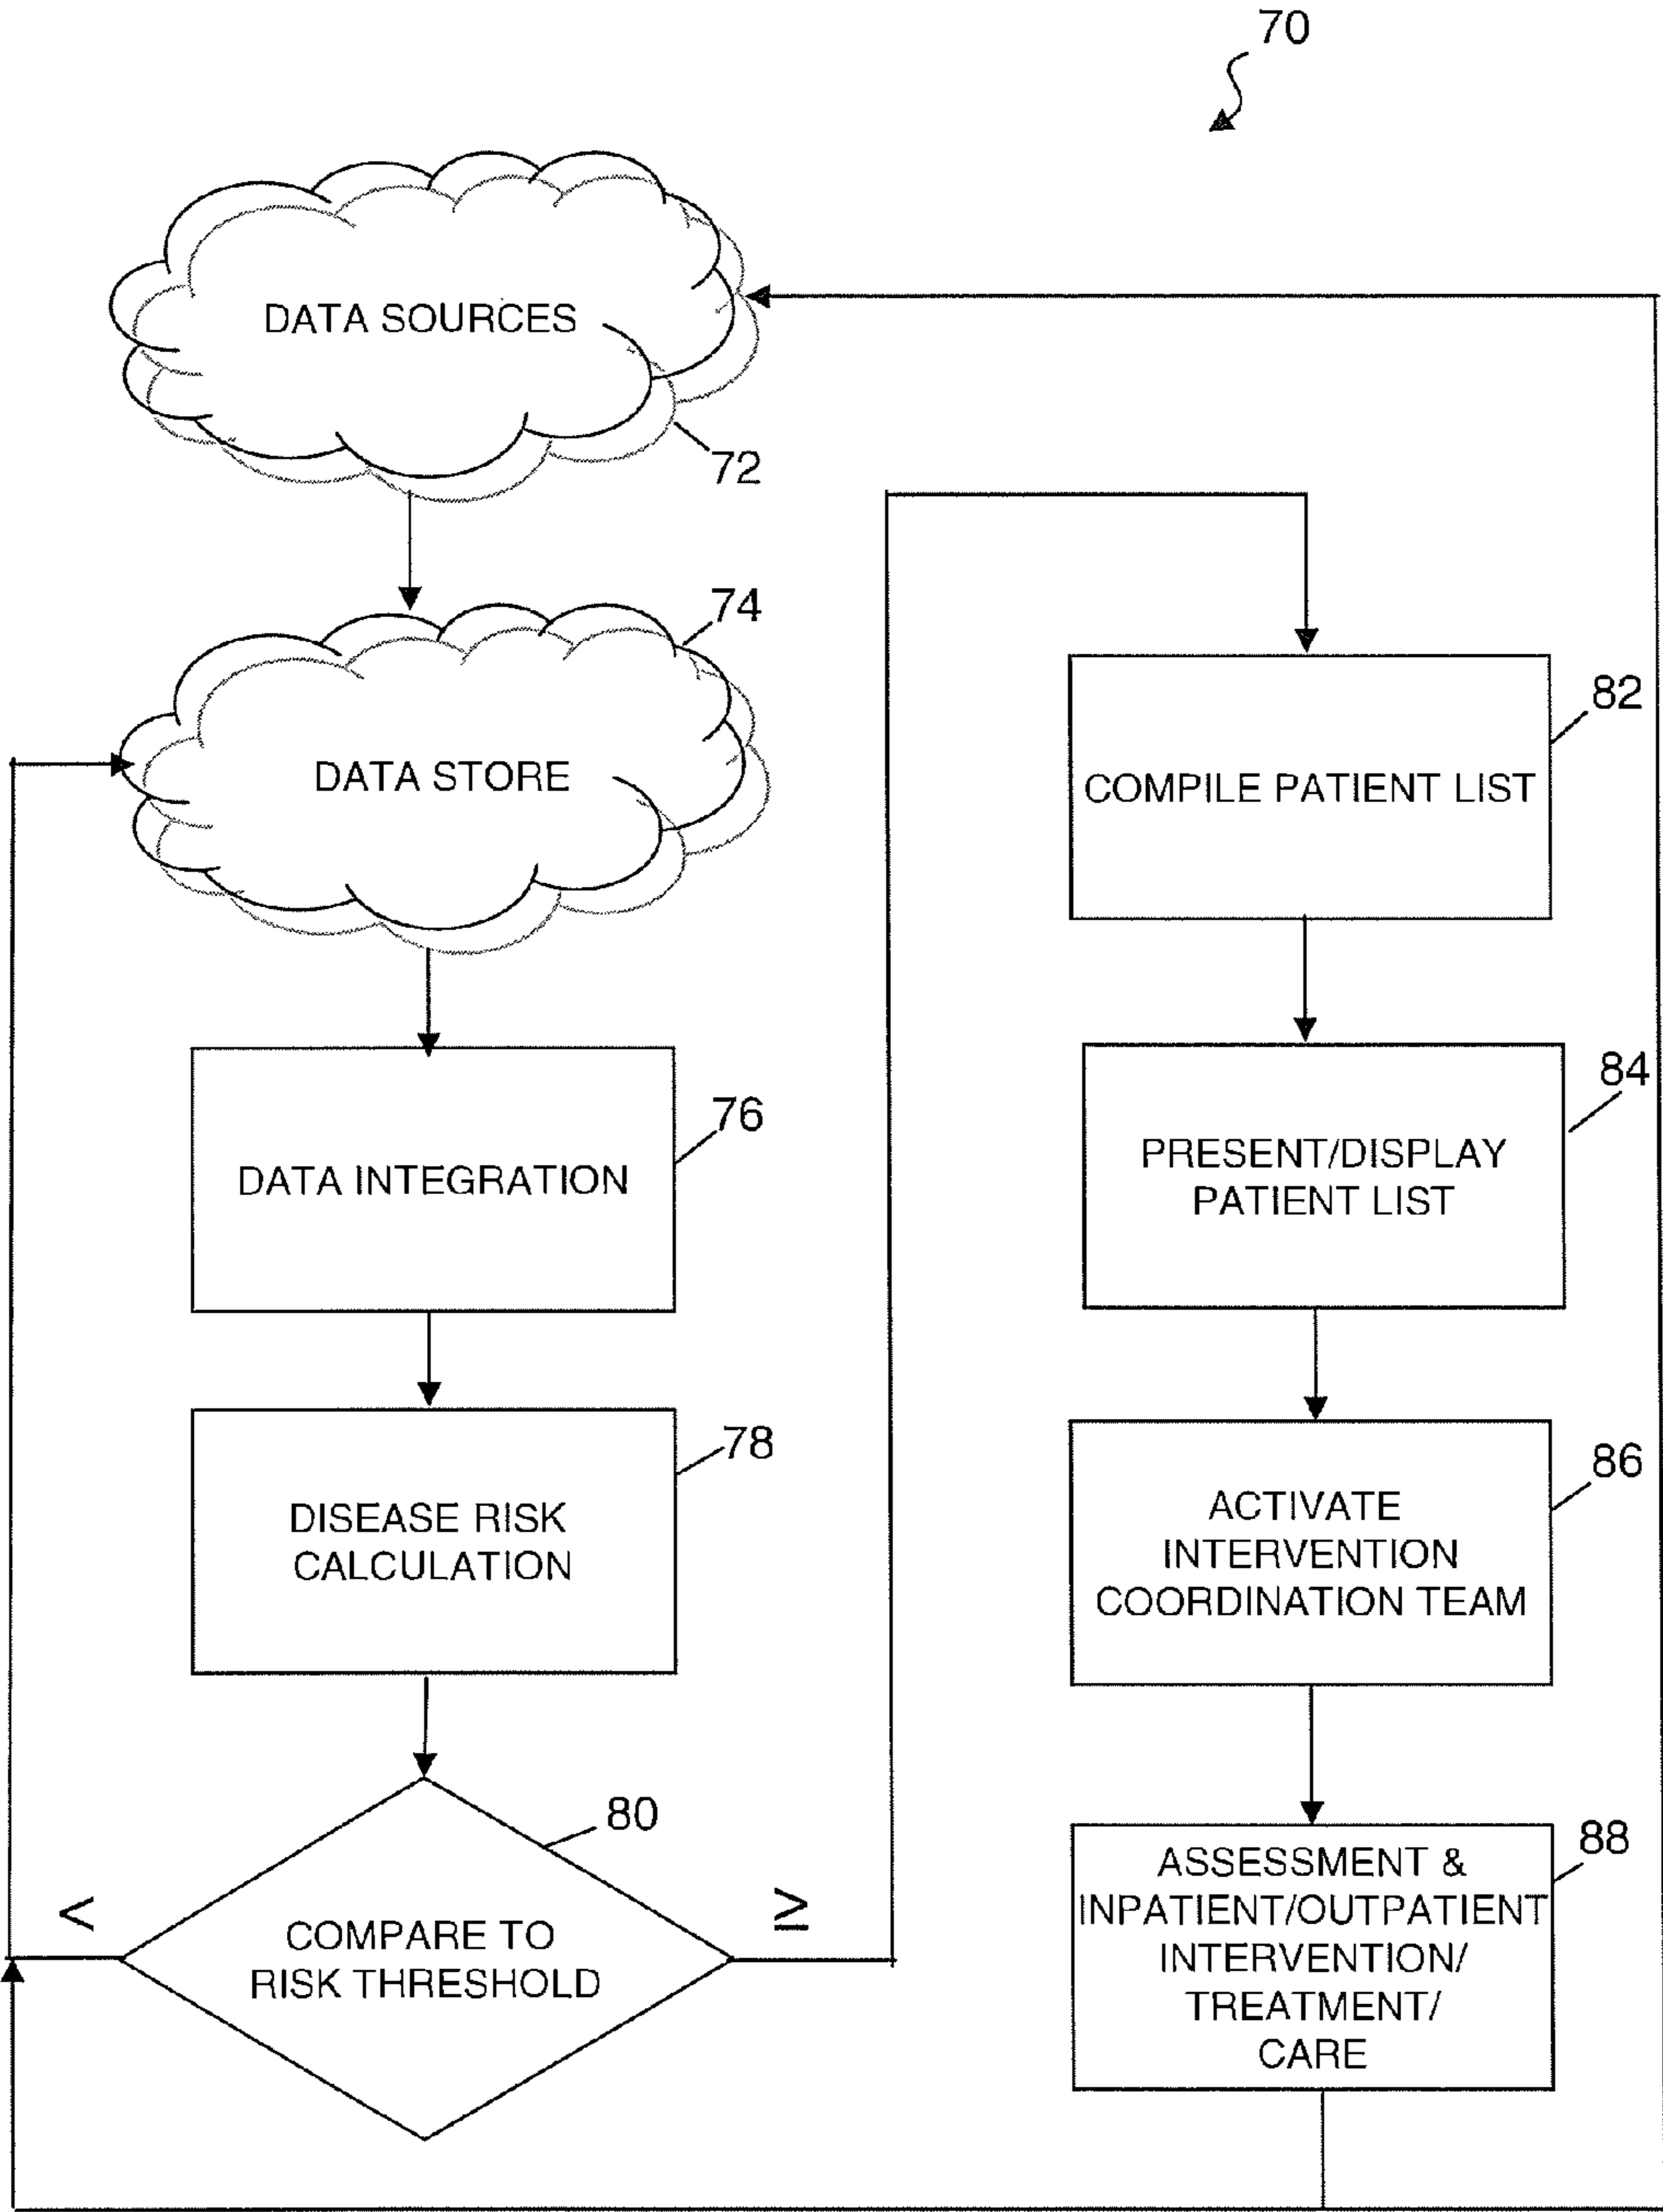 70
DATA SOURCES
72
74
DATA STORE
76
DATA INTEGRATION
78
DISEASE RISK
CALCULATION
80
<
≥
COMPARE TO
RISK THRESHOLD
82
COMPILE PATIENT LIST
84
PRESENT/DISPLAY
PATIENT LIST
86
ACTIVATE
INTERVENTION
COORDINATION TEAM
88
ASSESSMENT &
INPATIENT/OUTPATIENT
INTERVENTION/
TREATMENT/
CARE